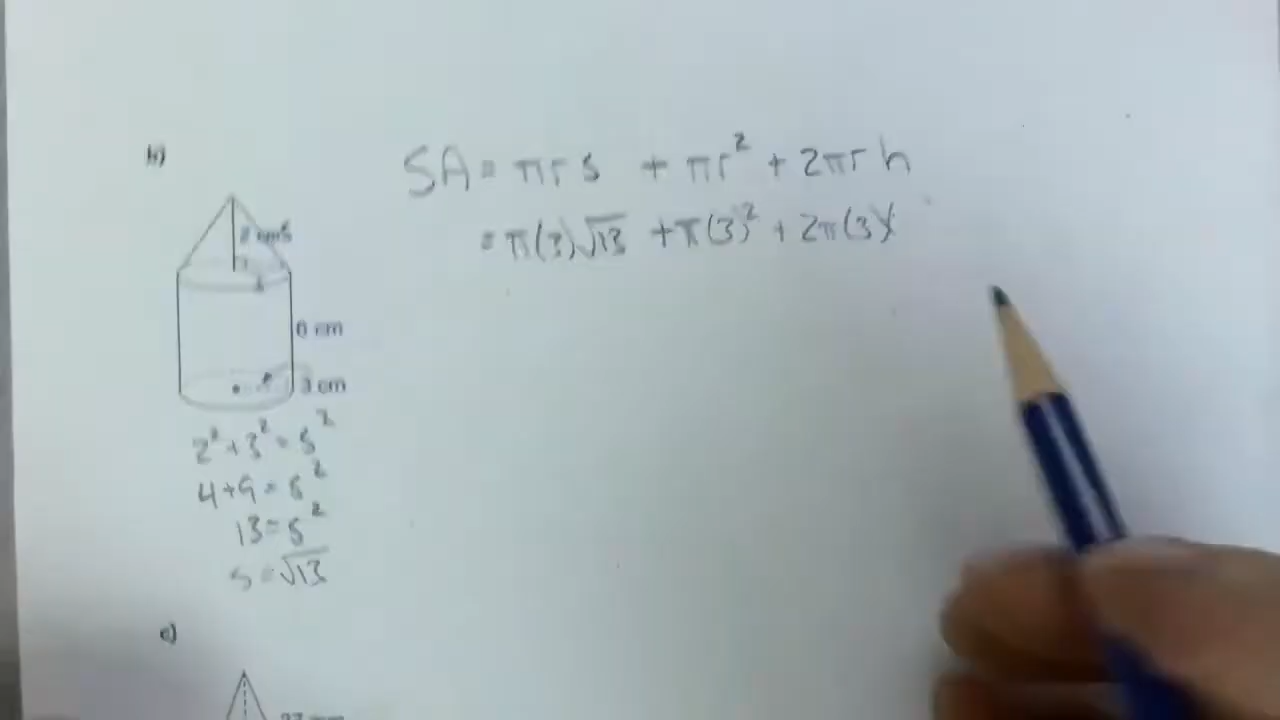 b)
SA = πrs + πr² + 2πrh
= π(3)√13 + π(3)² + 2π(3)(
2 cm s
6 cm
3 cm
2² + 3² = s²
4 + 9 = s²
13 = s²
s = √13
c)